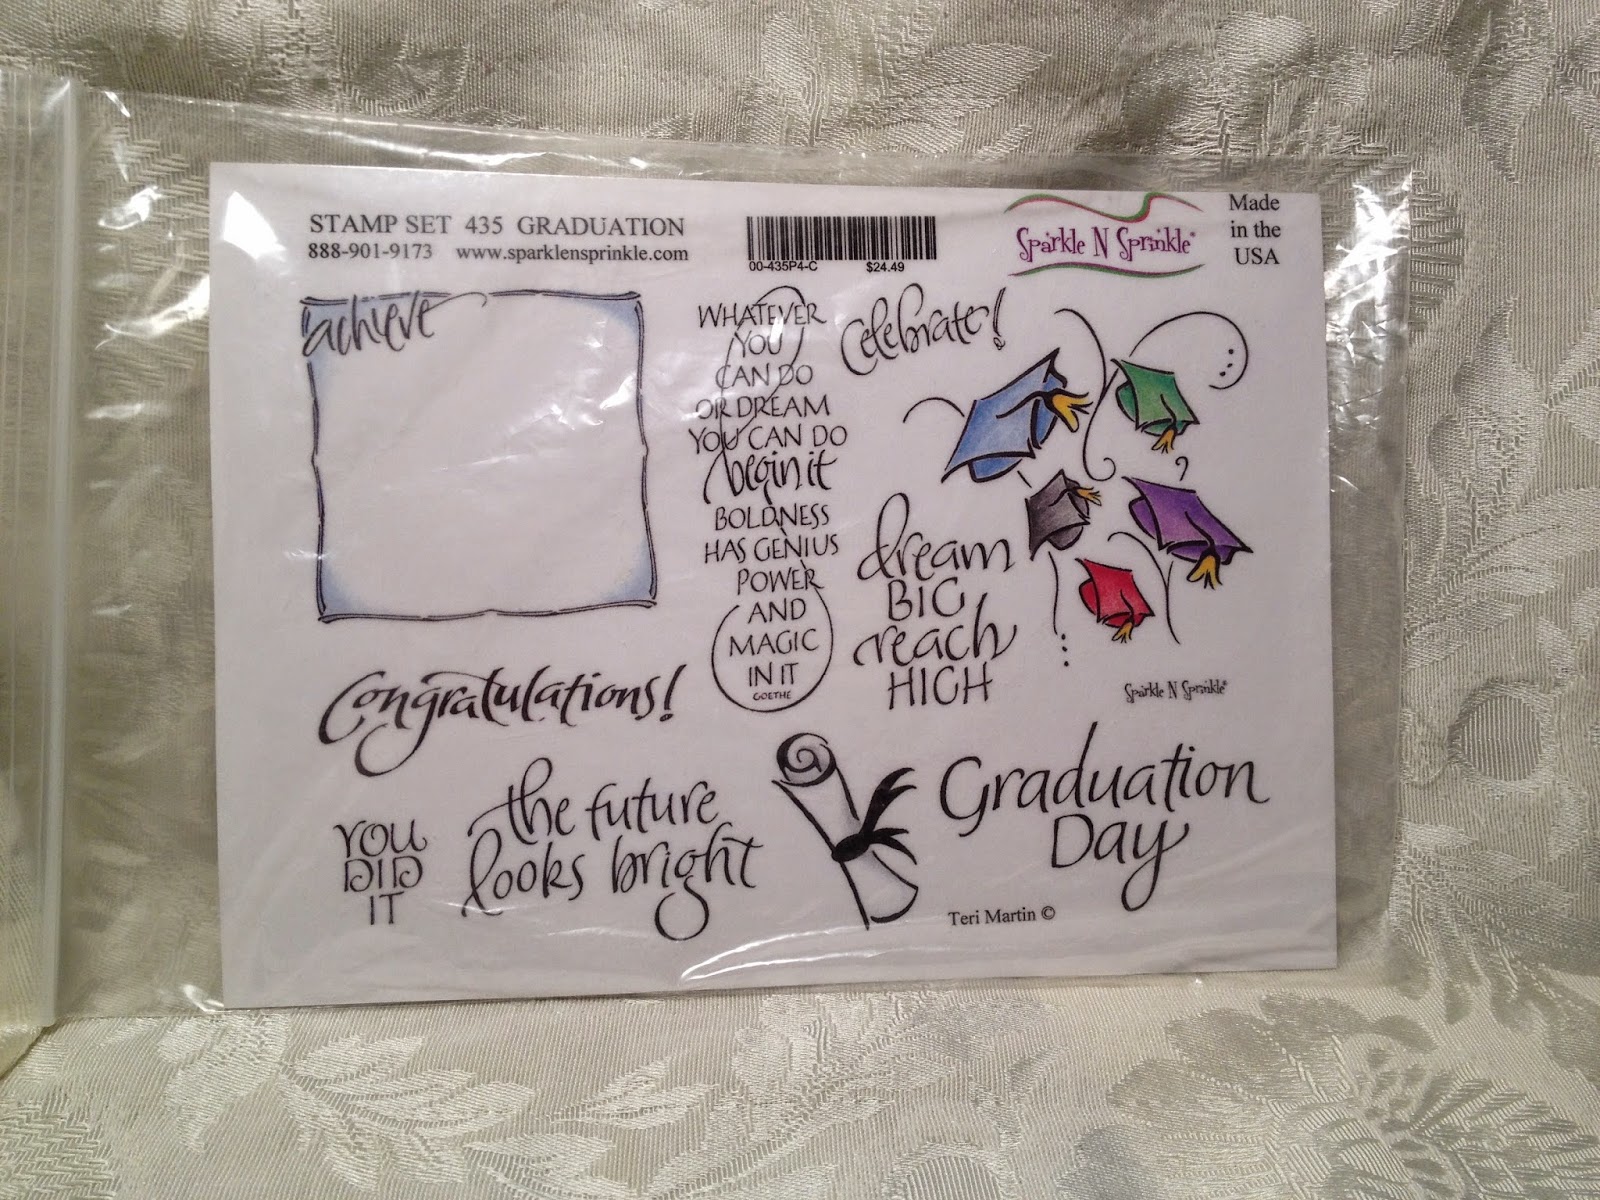 STAMP SET 435 GRADUATION
888-901-9173 www.sparklensprinkle.com
00-435P4-C $24.49
Sparkle N Sprinkle®
Made
in the
USA
achieve
WHATEVER
YOU
CAN DO
OR DREAM
YOU CAN DO
begin it
BOLDNESS
HAS GENIUS
POWER
AND
MAGIC
IN IT
GOETHE
celebrate!
dream
BIG
reach
HIGH
Sparkle N Sprinkle®
Congratulations!
YOU
DID
IT
the future
looks bright
Graduation
Day
Teri Martin ©